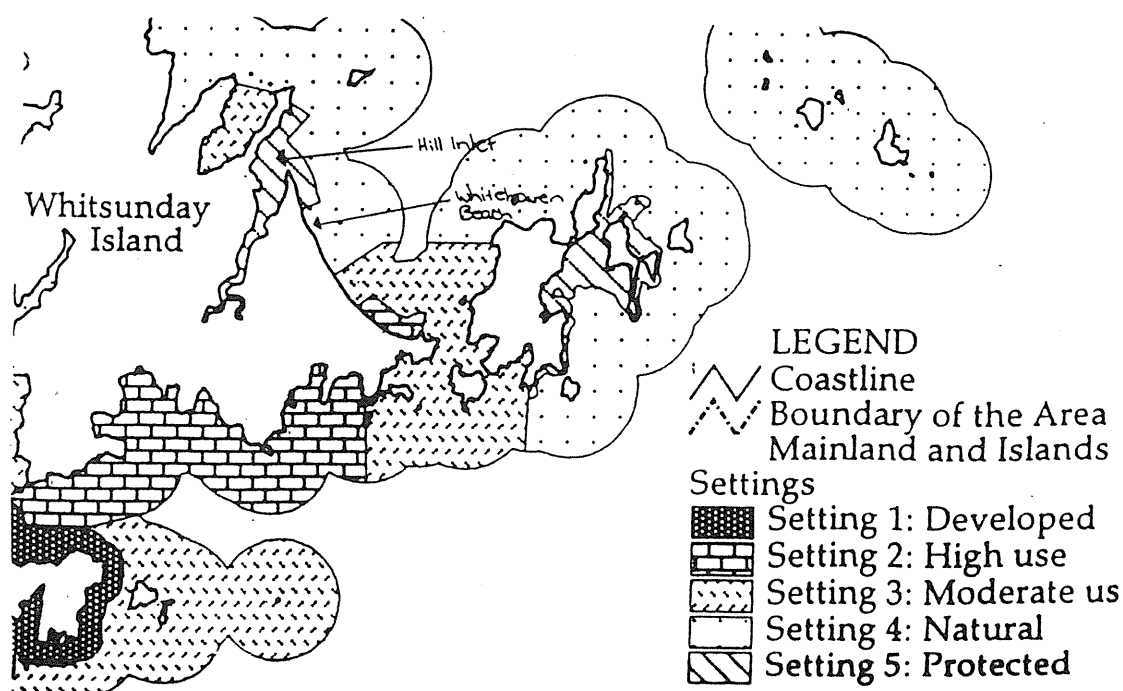 Hill Inlet
Whitehaven
Beach
Whitsunday
Island
LEGEND
Coastline
Boundary of the Area
Mainland and Islands
Settings
Setting 1: Developed
Setting 2: High use
Setting 3: Moderate us
Setting 4: Natural
Setting 5: Protected